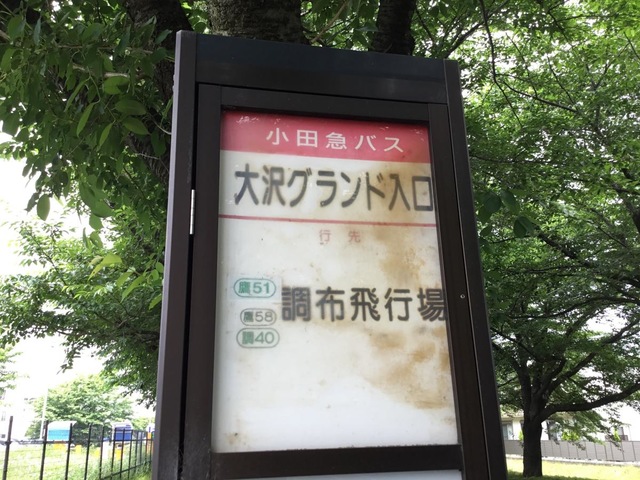 小田急バス
大沢グランド入口
行先
鷹51
鷹58
調40
調布飛行場